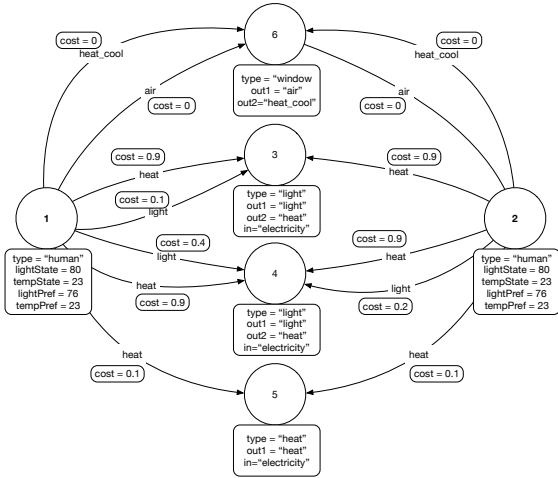 6
cost = 0
heat_cool
cost = 0
heat_cool
type = “window
out1 = “air”
out2=“heat_cool”
air
cost = 0
air
cost = 0
3
cost = 0.9
heat
cost = 0.9
heat
cost = 0.1
light
type = “light”
out1 = “light”
out2 = “heat”
in=“electricity”
1
2
type = “human”
lightState = 80
tempState = 23
lightPref = 76
tempPref = 23
type = “human”
lightState = 80
tempState = 23
lightPref = 76
tempPref = 23
cost = 0.4
light
cost = 0.9
heat
4
heat
cost = 0.9
light
cost = 0.2
type = “light”
out1 = “light”
out2 = “heat”
in=“electricity”
heat
cost = 0.1
heat
cost = 0.1
5
type = “heat”
out1 = “heat”
in=“electricity”